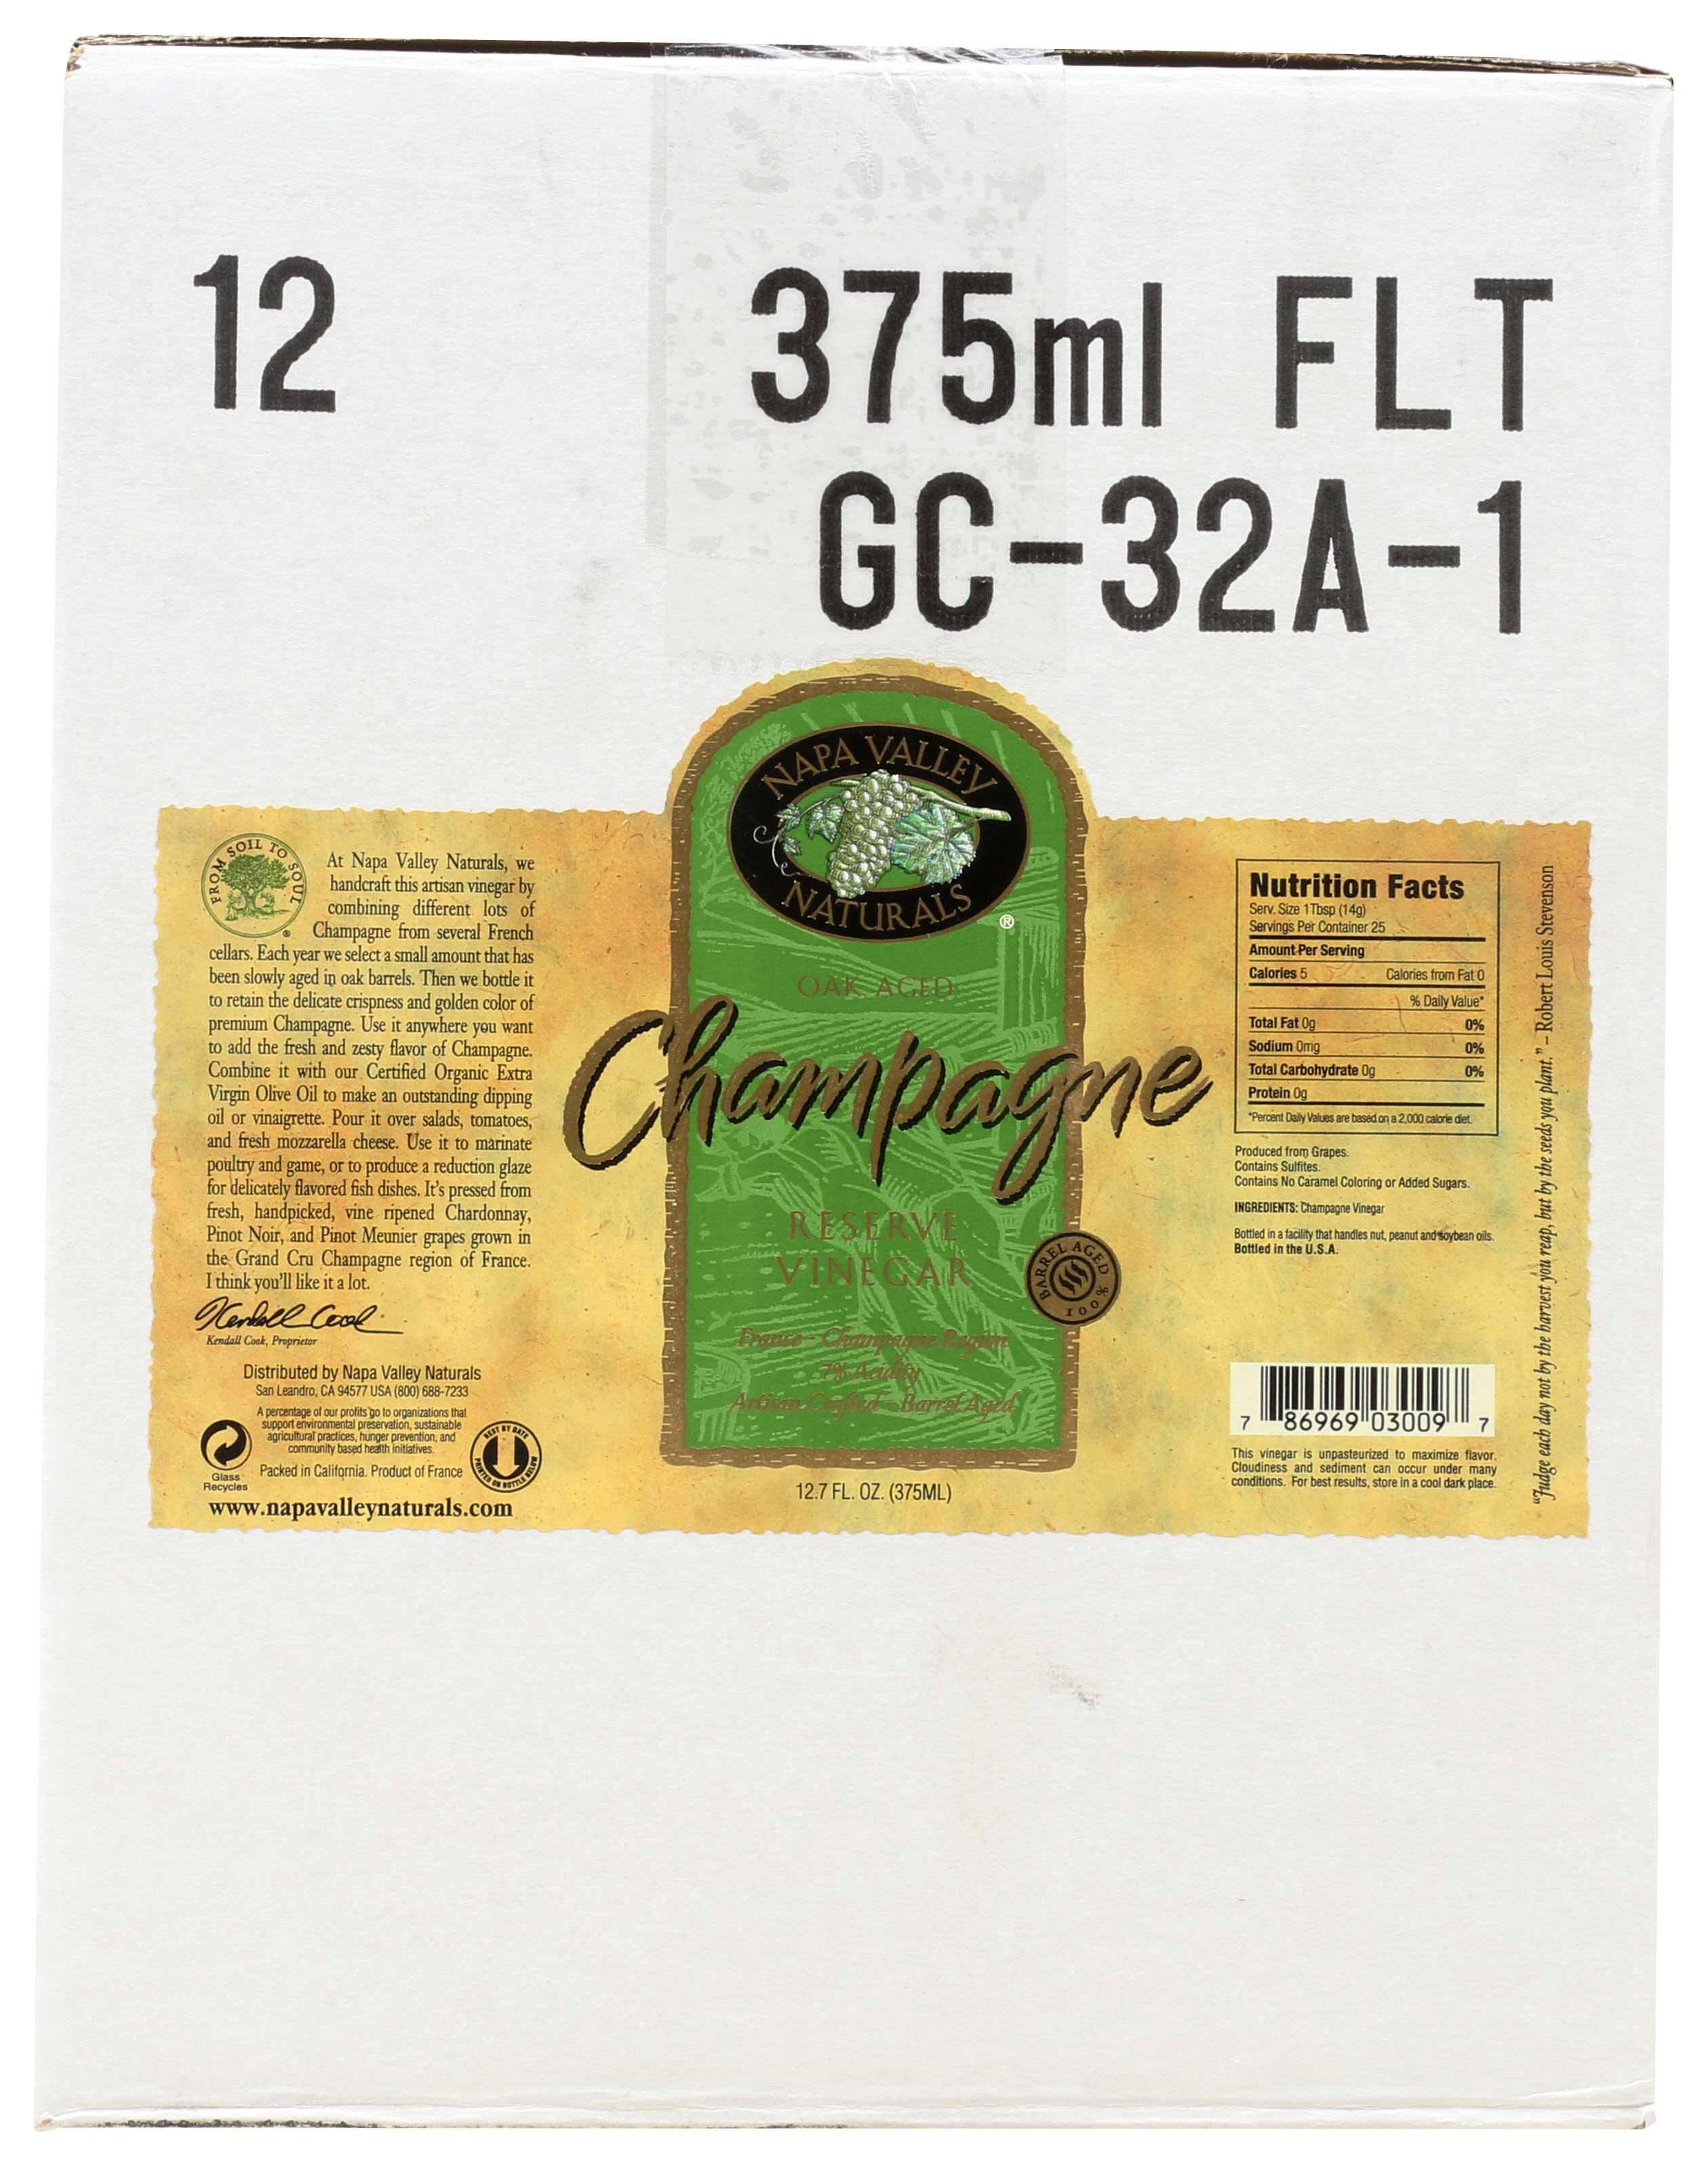 12 375ml FLT
GC-32A-1
FROM SOIL TO SOUL
®
At Napa Valley Naturals, we
handcraft this artisan vinegar by
combining different lots of
Champagne from several French
cellars. Each year we select a small amount that has
been slowly aged in oak barrels. Then we bottle it
to retain the delicate crispness and golden color of
premium Champagne. Use it anywhere you want
to add the fresh and zesty flavor of Champagne.
Combine it with our Certified Organic Extra
Virgin Olive Oil to make an outstanding dipping
oil or vinaigrette. Pour it over salads, tomatoes,
and fresh mozzarella cheese. Use it to marinate
poultry and game, or to produce a reduction glaze
for delicately flavored fish dishes. It's pressed from
fresh, handpicked, vine ripened Chardonnay,
Pinot Noir, and Pinot Meunier grapes grown in
the Grand Cru Champagne region of France.
I think you'll like it a lot.
Kendall Cook
Kendall Cook, Proprietor
Distributed by Napa Valley Naturals
San Leandro, CA 94577 USA (800) 688-7233
A percentage of our profits go to organizations that
support environmental preservation, sustainable
agricultural practices, hunger prevention, and
community based health initiatives.
Glass
Recycles
Packed in California. Product of France
BEST BY DATE
PRINTED ON BOTTLE BELOW
www.napavalleynaturals.com
NAPA VALLEY
NATURALS
®
OAK AGED
Champagne
RESERVE
VINEGAR
BARREL AGED
100%
France - Champagne Region
7% Acidity
Artisan Crafted - Barrel Aged
12.7 FL. OZ. (375ML)
Nutrition Facts
Serv. Size 1Tbsp (14g)
Servings Per Container 25
Amount Per Serving
Calories 5 Calories from Fat 0
% Daily Value*
Total Fat 0g 0%
Sodium 0mg 0%
Total Carbohydrate 0g 0%
Protein 0g
*Percent Daily Values are based on a 2,000 calorie diet.
Produced from Grapes.
Contains Sulfites.
Contains No Caramel Coloring or Added Sugars.
INGREDIENTS: Champagne Vinegar
Bottled in a facility that handles nut, peanut and soybean oils.
Bottled in the U.S.A.
7 86969 03009 7
This vinegar is unpasteurized to maximize flavor.
Cloudiness and sediment can occur under many
conditions. For best results, store in a cool dark place.
"Judge each day not by the harvest you reap, but by the seeds you plant." – Robert Louis Stevenson